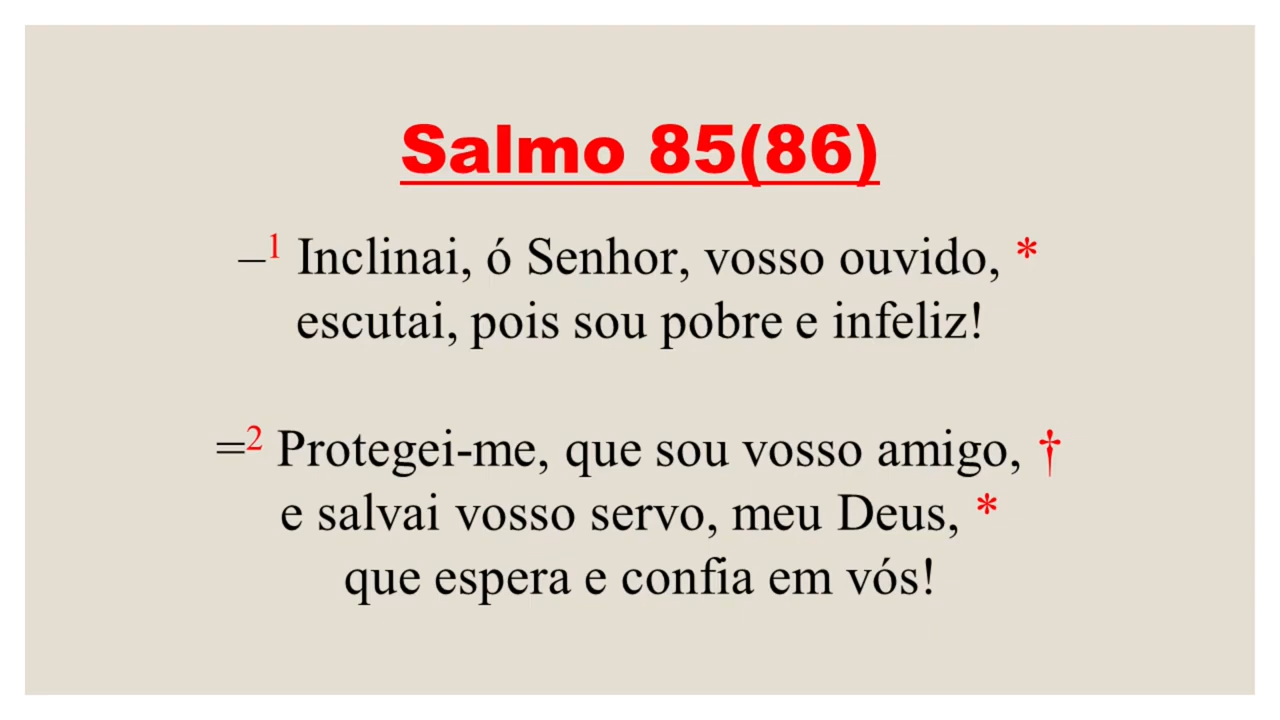 Salmo 85(86)
–1 Inclinai, ó Senhor, vosso ouvido, *
escutai, pois sou pobre e infeliz!
=2 Protegei-me, que sou vosso amigo, †
e salvai vosso servo, meu Deus, *
que espera e confia em vós!